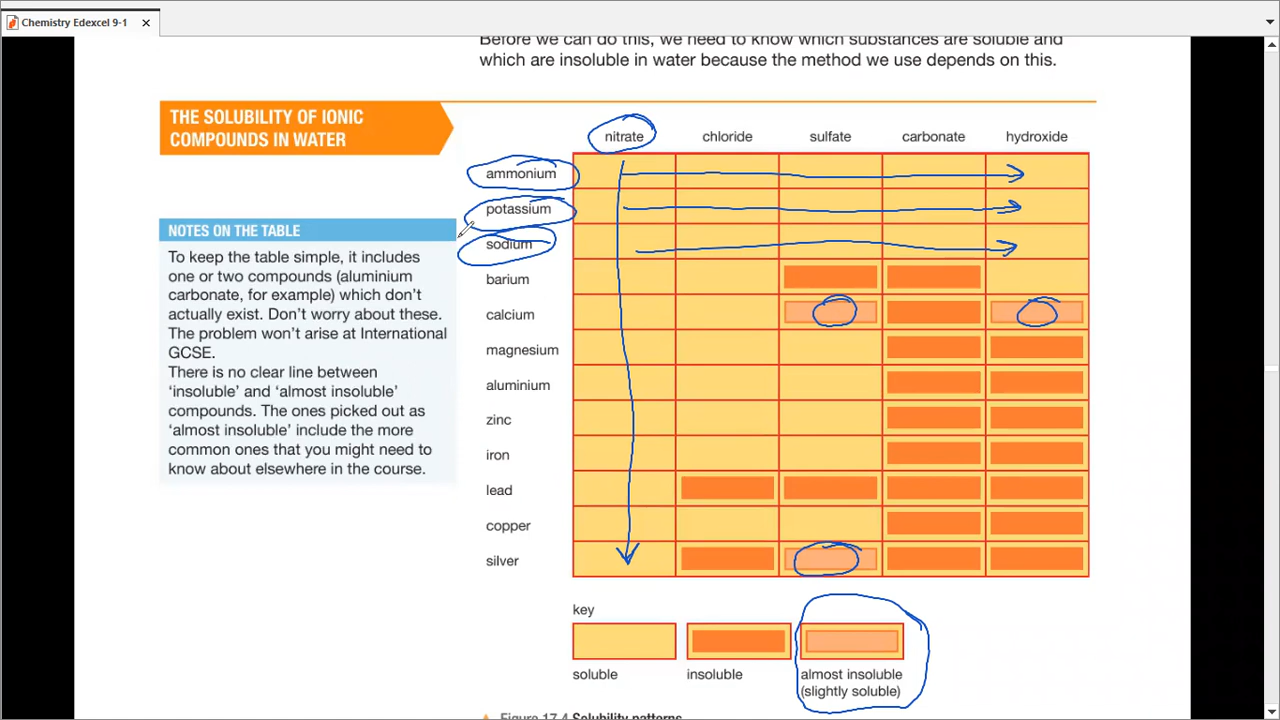 Chemistry Edexcel 9-1
Before we can do this, we need to know which substances are soluble and
which are insoluble in water because the method we use depends on this.
THE SOLUBILITY OF IONIC
COMPOUNDS IN WATER
nitrate chloride sulfate carbonate hydroxide
ammonium
potassium
sodium
barium
calcium
magnesium
aluminium
zinc
iron
lead
copper
silver
NOTES ON THE TABLE
To keep the table simple, it includes
one or two compounds (aluminium
carbonate, for example) which don't
actually exist. Don't worry about these.
The problem won't arise at International
GCSE.
There is no clear line between
'insoluble' and 'almost insoluble'
compounds. The ones picked out as
'almost insoluble' include the more
common ones that you might need to
know about elsewhere in the course.
key
soluble insoluble almost insoluble
(slightly soluble)
Figure 17.4 Solubility patterns